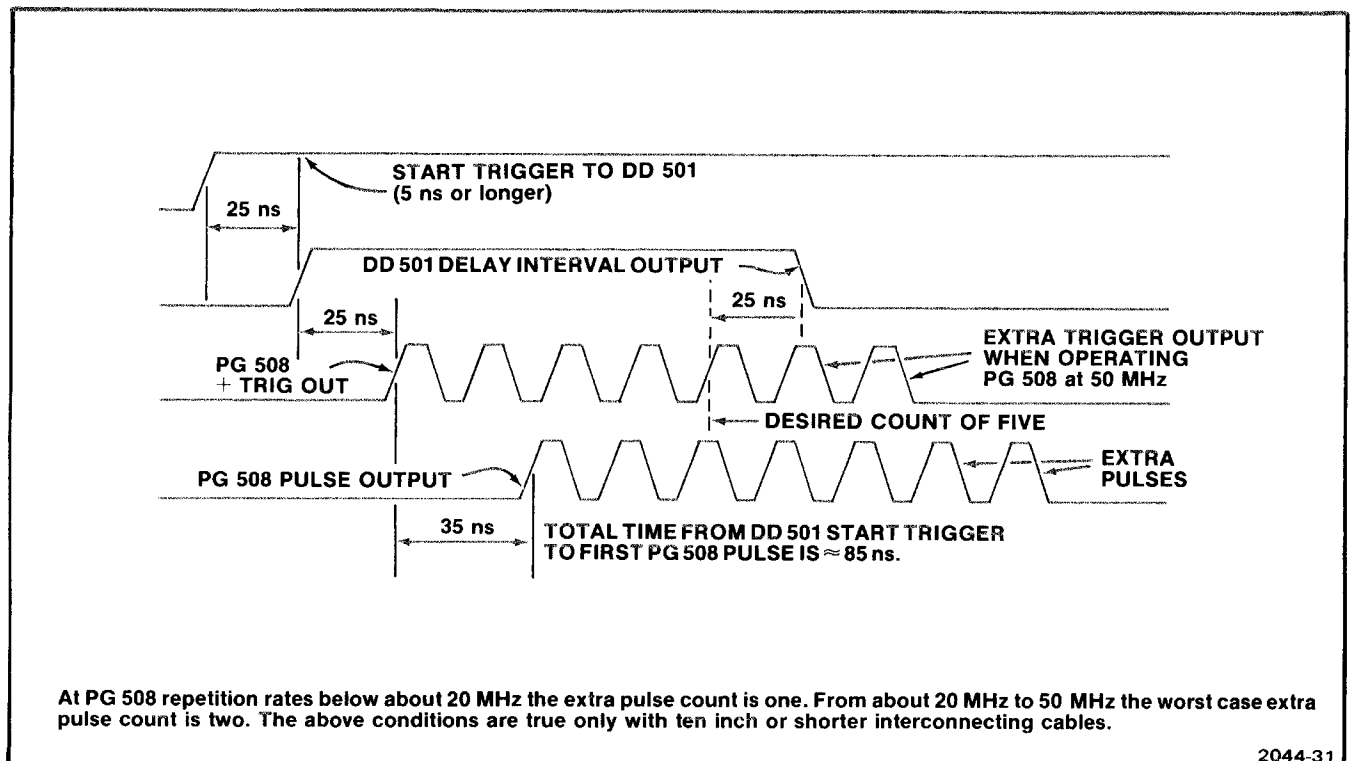 START TRIGGER TO DD 501
(5 ns or longer)
25 ns
DD 501 DELAY INTERVAL OUTPUT
25 ns
25 ns
PG 508
+ TRIG OUT
EXTRA TRIGGER OUTPUT
WHEN OPERATING
PG 508 at 50 MHz
DESIRED COUNT OF FIVE
PG 508 PULSE OUTPUT
EXTRA
PULSES
35 ns
TOTAL TIME FROM DD 501 START TRIGGER
TO FIRST PG 508 PULSE IS ≈ 85 ns.
At PG 508 repetition rates below about 20 MHz the extra pulse count is one. From about 20 MHz to 50 MHz the worst case extra
pulse count is two. The above conditions are true only with ten inch or shorter interconnecting cables.
2044-31